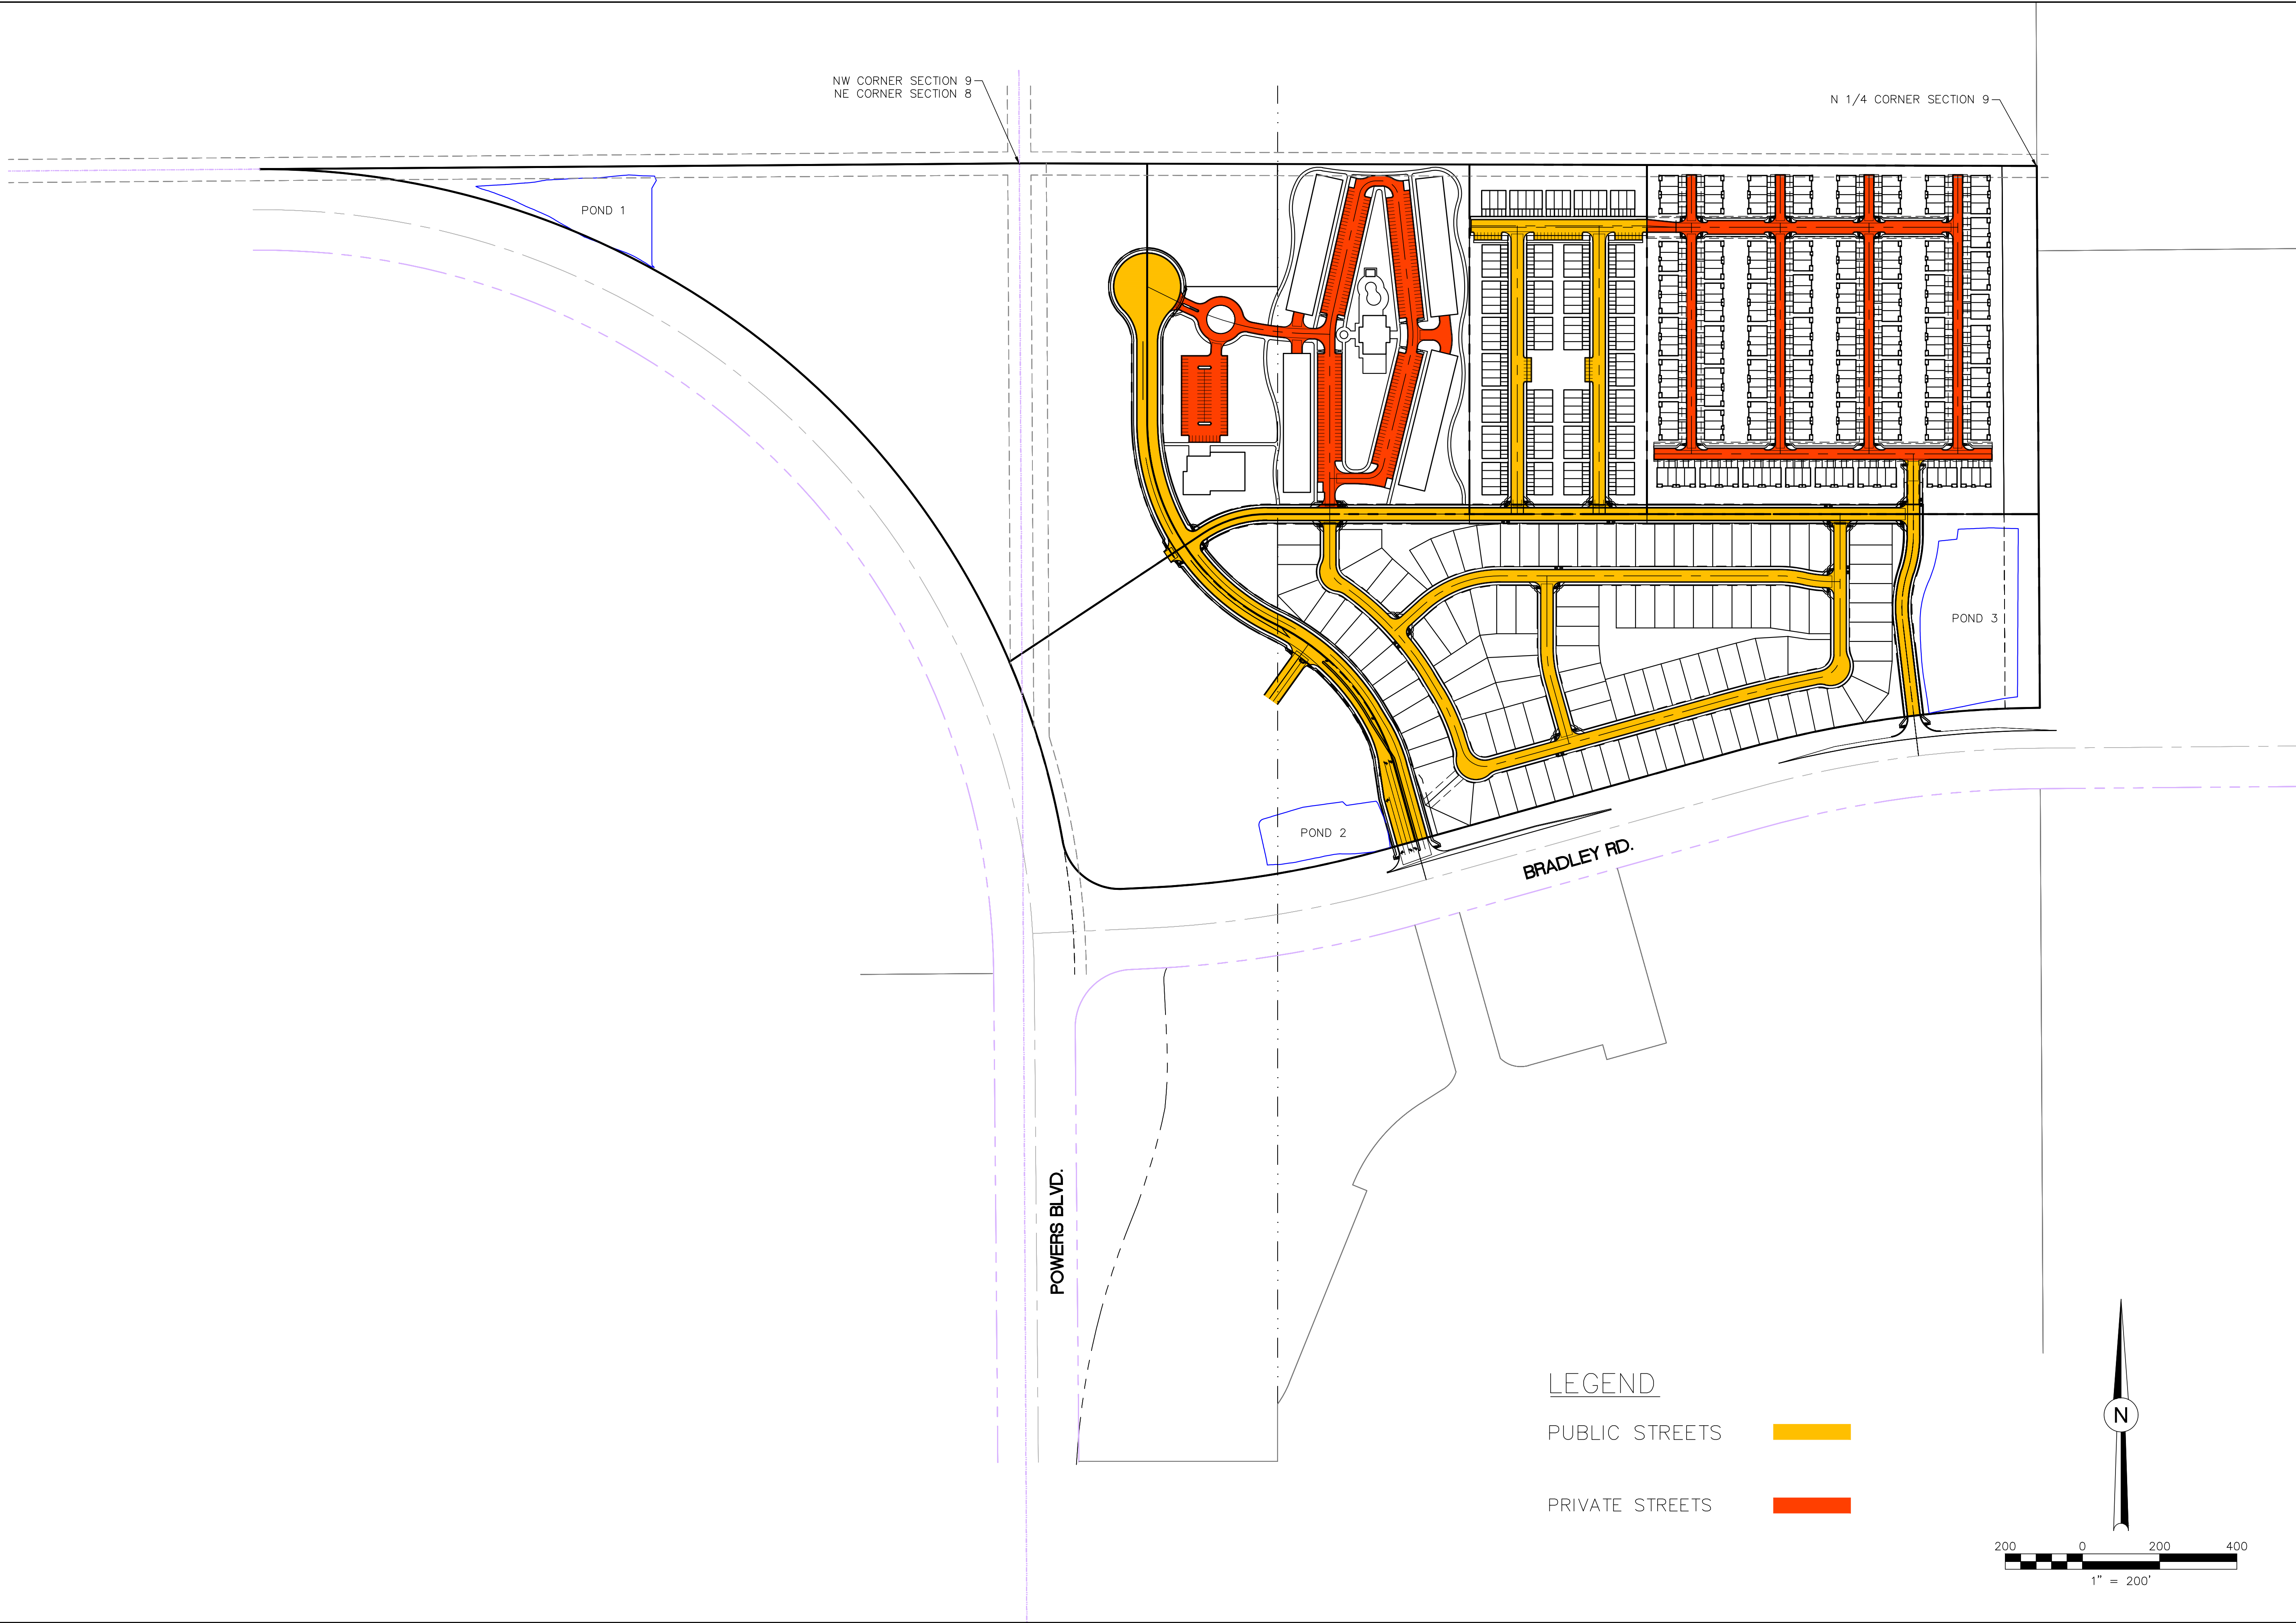 NW CORNER SECTION 9
NE CORNER SECTION 8
N 1/4 CORNER SECTION 9
POND 1
POND 3
POND 2
BRADLEY RD.
POWERS BLVD.
LEGEND
PUBLIC STREETS
PRIVATE STREETS
N
200 0 200 400
1" = 200'